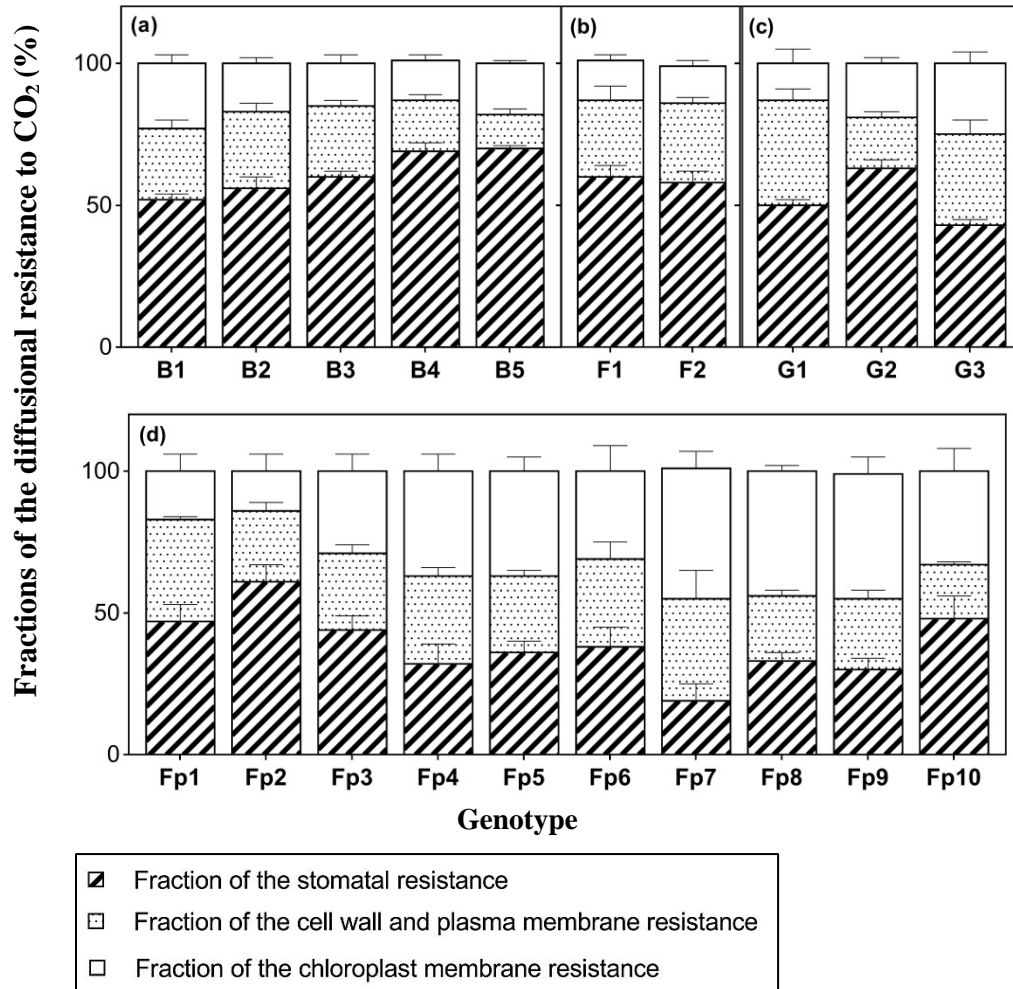 Fractions of the diffusional resistance to CO₂ (%)
(a)
(b)
(c)
100
50
0
B1 B2 B3 B4 B5 F1 F2 G1 G2 G3
(d)
100
50
0
Fp1 Fp2 Fp3 Fp4 Fp5 Fp6 Fp7 Fp8 Fp9 Fp10
Genotype
Fraction of the stomatal resistance
Fraction of the cell wall and plasma membrane resistance
Fraction of the chloroplast membrane resistance